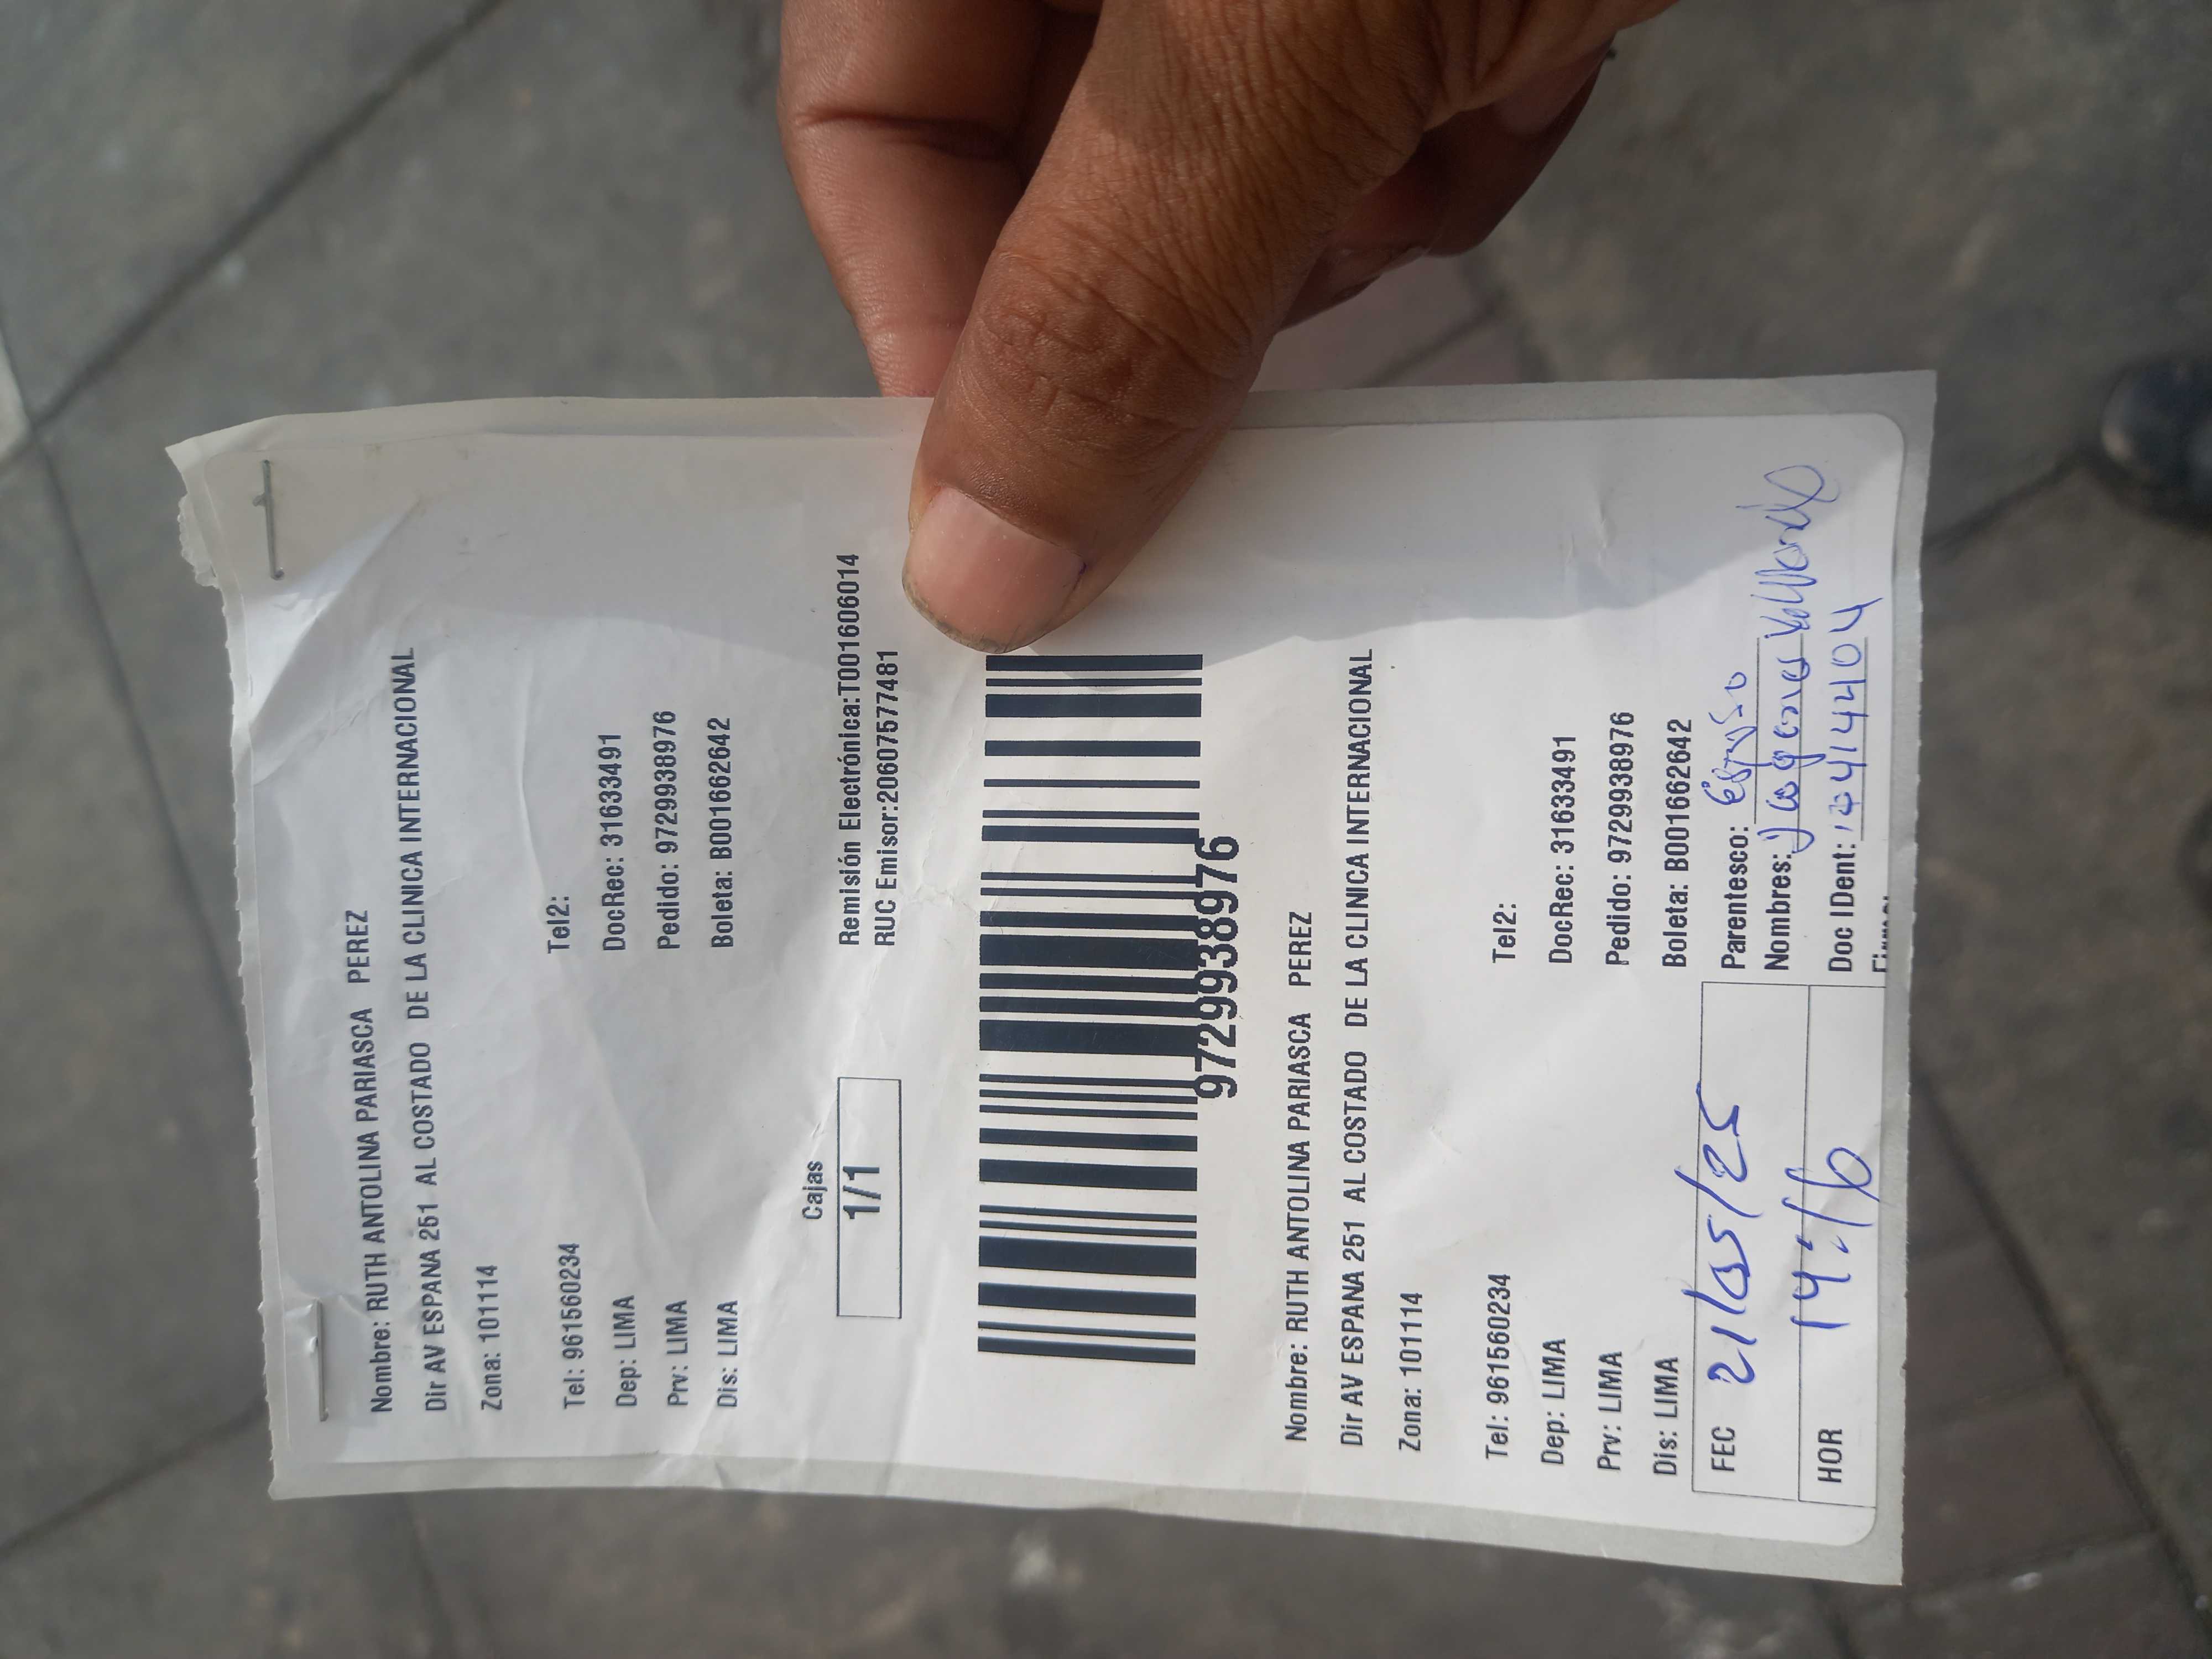 Nombre: RUTH ANTOLINA PARIASCA PEREZ
Dir AV ESPANA 251 AL COSTADO DE LA CLINICA INTERNACIONAL
Zona: 101114
Tel: 961560234 Tel2:
Dep: LIMA DocRec: 31633491
Prv: LIMA Pedido: 9729938976
Dis: LIMA Boleta: B001662642
Cajas
1/1
Remisión Electrónica:T001606014
RUC Emisor:20607577481
9729938976
Nombre: RUTH ANTOLINA PARIASCA PEREZ
Dir AV ESPANA 251 AL COSTADO DE LA CLINICA INTERNACIONAL
Zona: 101114
Tel: 961560234 Tel2:
Dep: LIMA DocRec: 31633491
Prv: LIMA Pedido: 9729938976
Dis: LIMA Boleta: B001662642
FEC 21/05/25 Parentesco: Esposo
Nombres:
HOR 14:16 Doc IDent: